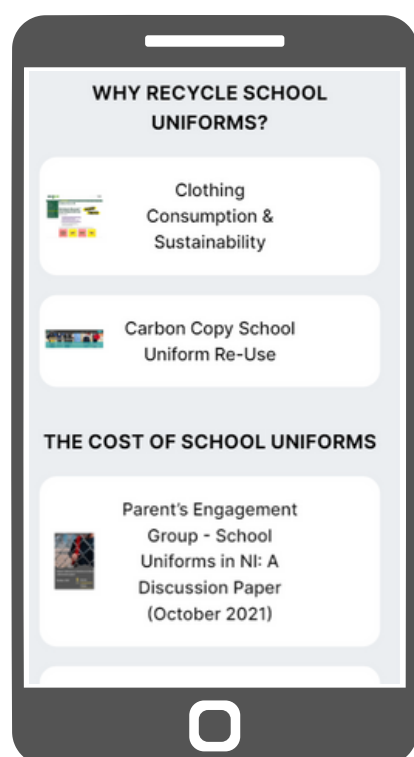 WHY RECYCLE SCHOOL
UNIFORMS?
Clothing
Consumption &
Sustainability
Carbon Copy School
Uniform Re-Use
THE COST OF SCHOOL UNIFORMS
Parent's Engagement
Group - School
Uniforms in NI: A
Discussion Paper
(October 2021)